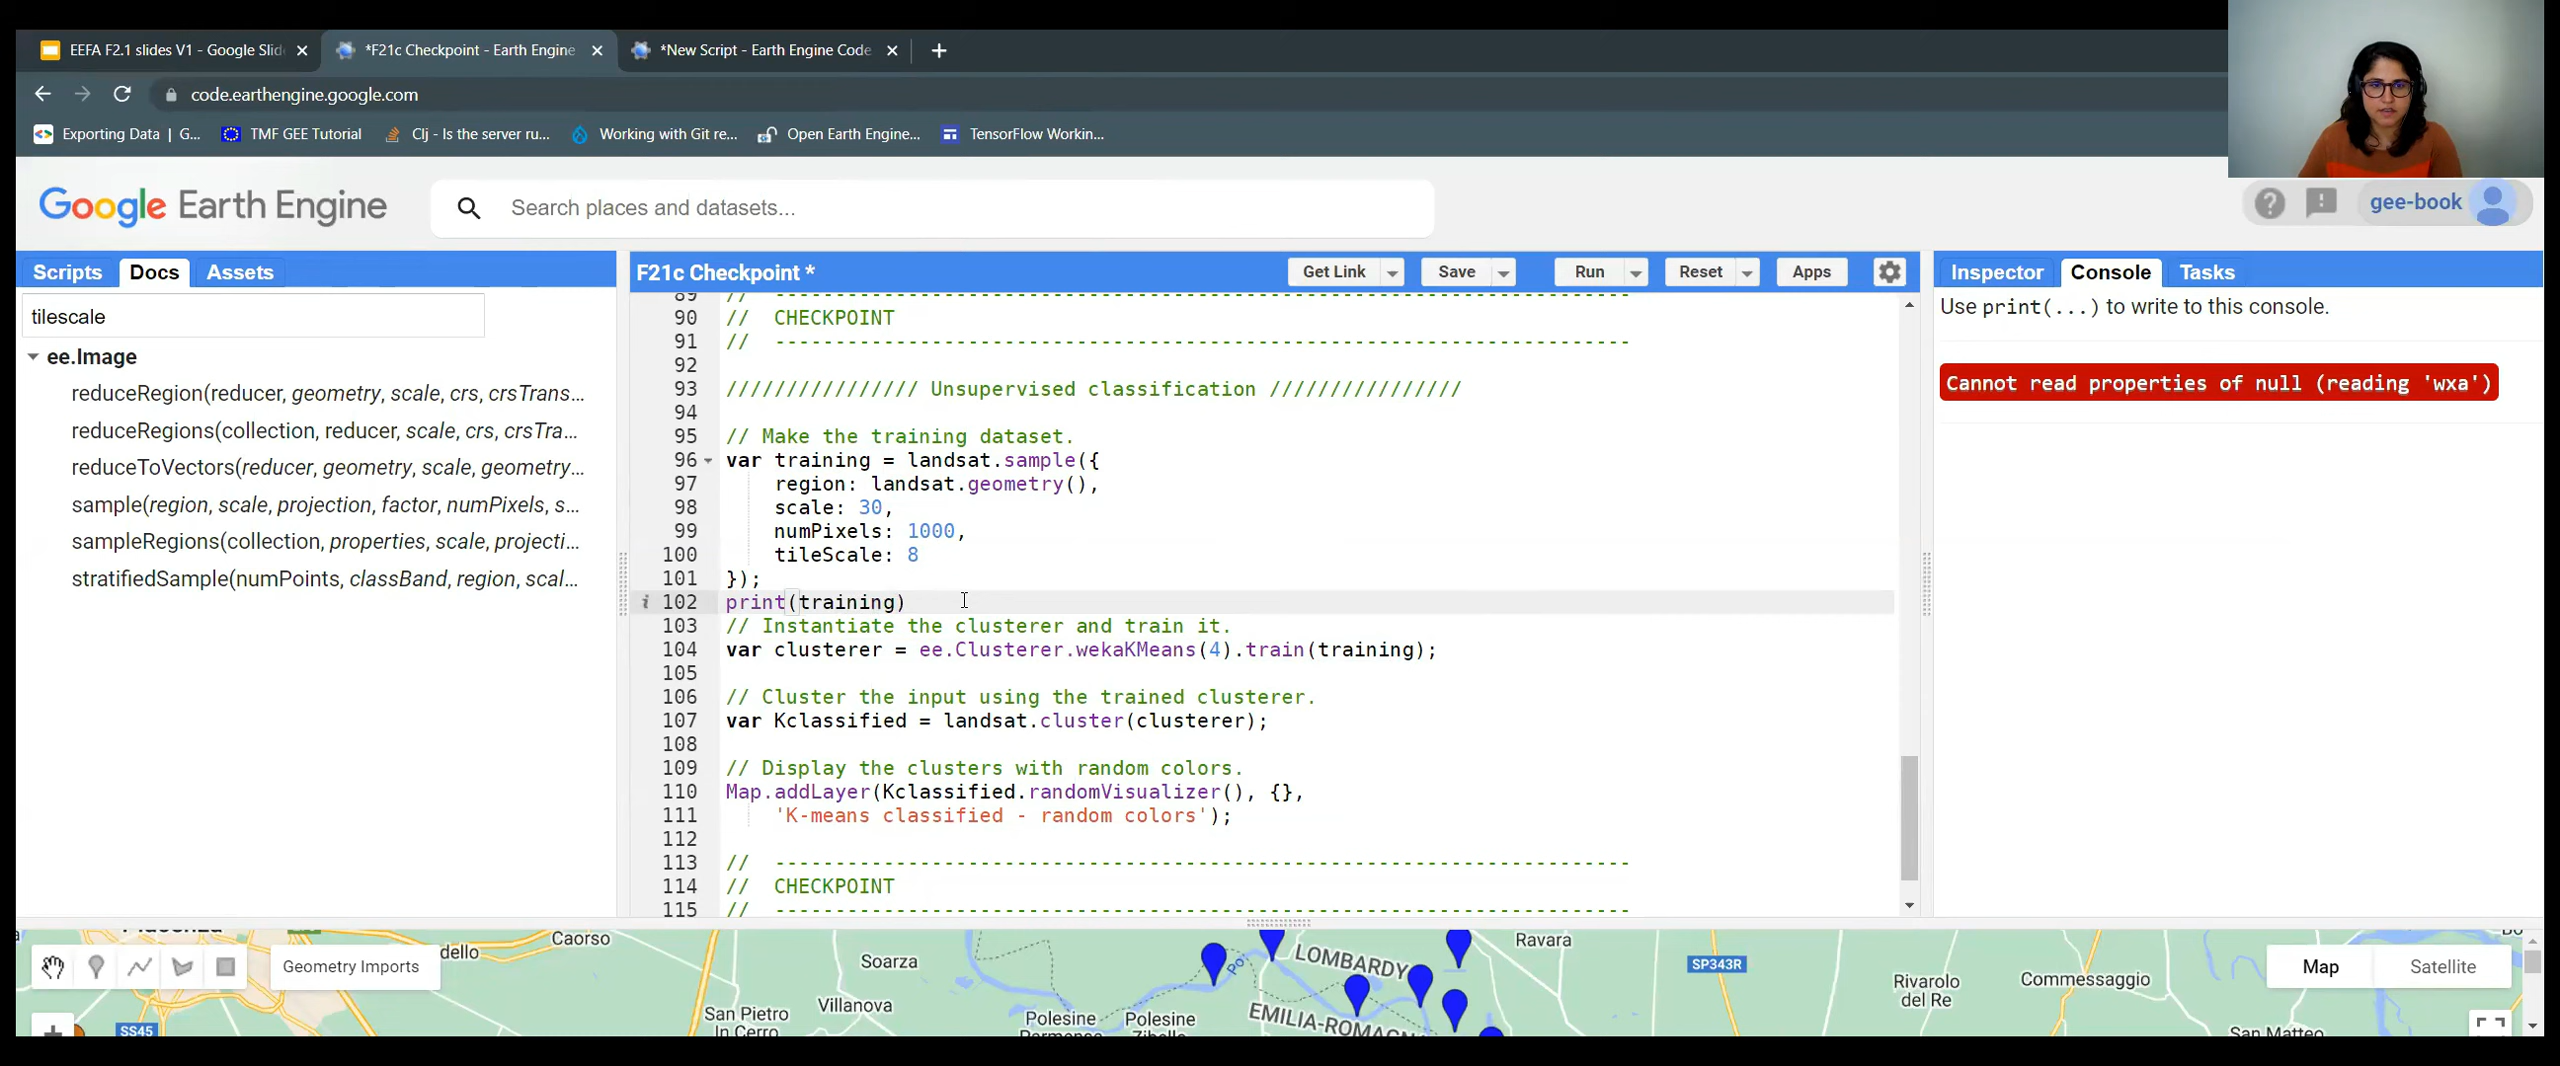 EEFA F2.1 slides V1 - Google Slid
*F21c Checkpoint - Earth Engine
*New Script - Earth Engine Code
code.earthengine.google.com
Exporting Data | G...
TMF GEE Tutorial
Clj - Is the server ru...
Working with Git re...
Open Earth Engine...
TensorFlow Workin...
Google Earth Engine
Search places and datasets...
gee-book
Scripts
Docs
Assets
F21c Checkpoint *
Get Link
Save
Run
Reset
Apps
Inspector
Console
Tasks
tilescale
ee.Image
reduceRegion(reducer, geometry, scale, crs, crsTrans...
reduceRegions(collection, reducer, scale, crs, crsTra...
reduceToVectors(reducer, geometry, scale, geometry...
sample(region, scale, projection, factor, numPixels, s...
sampleRegions(collection, properties, scale, projecti...
stratifiedSample(numPoints, classBand, region, scal...
89 // -----------------------------------------------------------------------
90 // CHECKPOINT
91 // -----------------------------------------------------------------------
92
93 //////////////// Unsupervised classification ////////////////
94
95 // Make the training dataset.
96 var training = landsat.sample({
97 region: landsat.geometry(),
98 scale: 30,
99 numPixels: 1000,
100 tileScale: 8
101 });
102 print(training)
103 // Instantiate the clusterer and train it.
104 var clusterer = ee.Clusterer.wekaKMeans(4).train(training);
105
106 // Cluster the input using the trained clusterer.
107 var Kclassified = landsat.cluster(clusterer);
108
109 // Display the clusters with random colors.
110 Map.addLayer(Kclassified.randomVisualizer(), {},
111 'K-means classified - random colors');
112
113 // -----------------------------------------------------------------------
114 // CHECKPOINT
115 // -----------------------------------------------------------------------
Use print(...) to write to this console.
Cannot read properties of null (reading 'wxa')
Geometry Imports
dello
Caorso
Soarza
Villanova
San Pietro
In Cerro
Polesine
Polesine
Po
LOMBARDY
EMILIA-ROMAGN
Ravara
SP343R
Rivarolo
del Re
Commessaggio
San Matteo
SS45
Map
Satellite